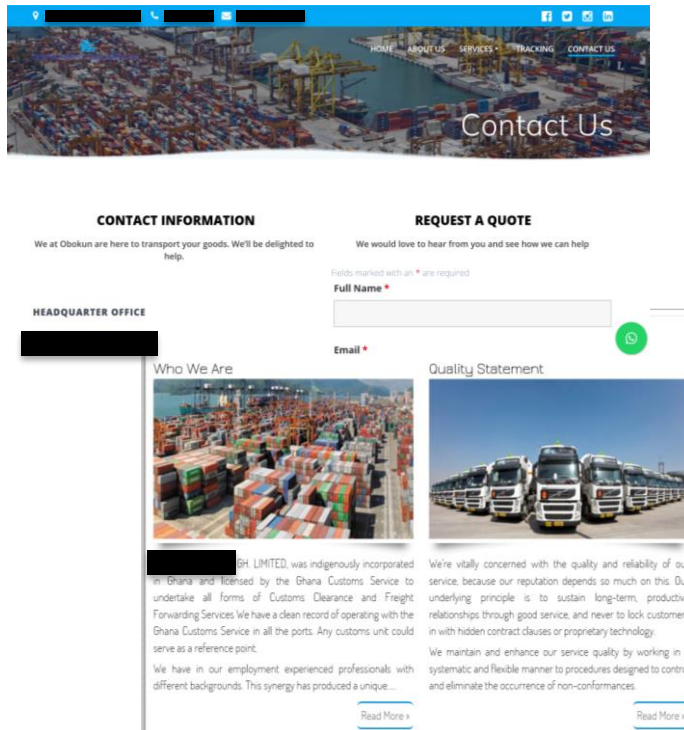 HOME ABOUT US SERVICES TRACKING CONTACT US
Contact Us
CONTACT INFORMATION
We at Obokun are here to transport your goods. We'll be delighted to
help.
HEADQUARTER OFFICE
REQUEST A QUOTE
We would love to hear from you and see how we can help
Fields marked with an * are required
Full Name *
Email *
Who We Are
GH. LIMITED, was indigenously incorporated
in Ghana and licensed by the Ghana Customs Service to
undertake all forms of Customs Clearance and Freight
Forwarding Services We have a clean record of operating with the
Ghana Customs Service in all the ports. Any customs unit could
serve as a reference point.
We have in our employment experienced professionals with
different backgrounds. This synergy has produced a unique....
Read More »
Quality Statement
We're vitally concerned with the quality and reliability of our
service, because our reputation depends so much on this. Our
underlying principle is to sustain long-term, productive
relationships through good service, and never to lock customers
in with hidden contract clauses or proprietary technology.
We maintain and enhance our service quality by working in
systematic and flexible manner to procedures designed to contro
and eliminate the occurrence of non-conformances.
Read More »